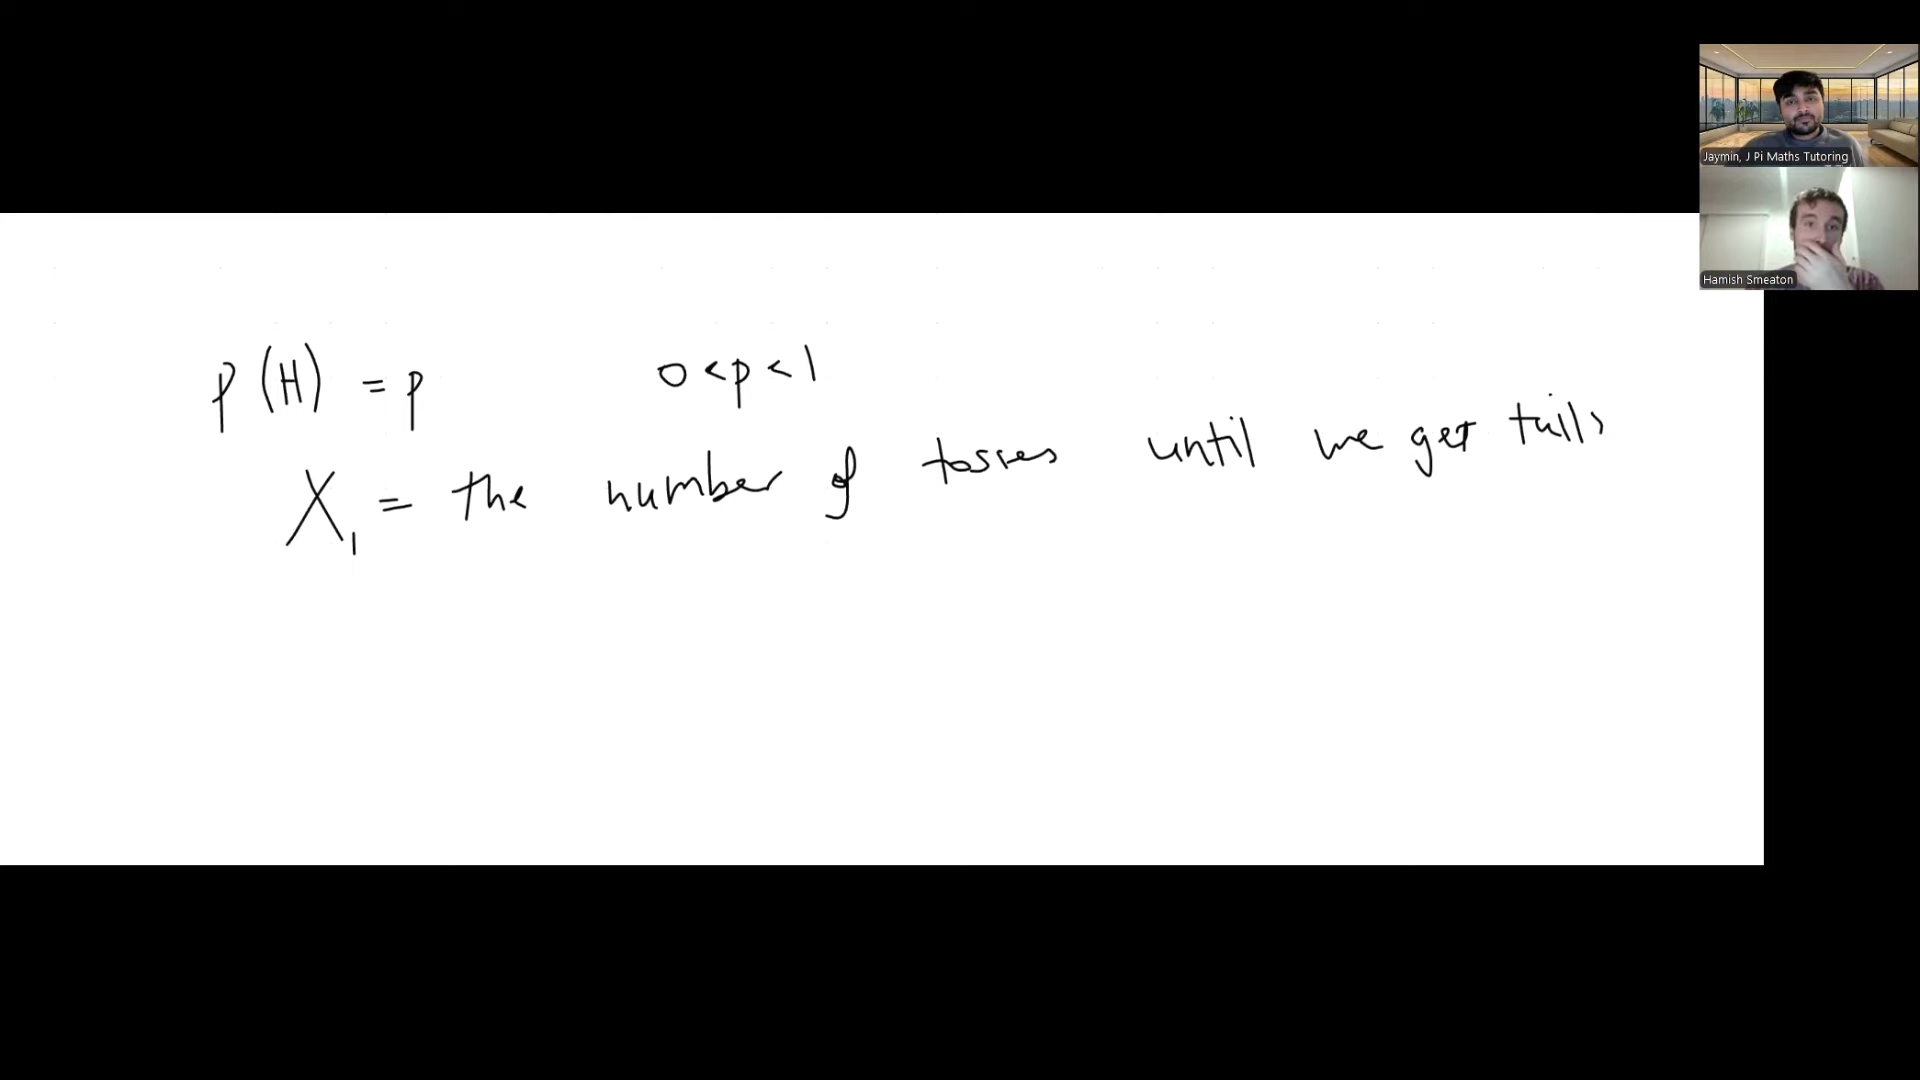 Jaymin, J Pi Maths Tutoring
Hamish Smeaton
P(H) = p 0 < p < 1
X₁ = the number of tosses until we get tails